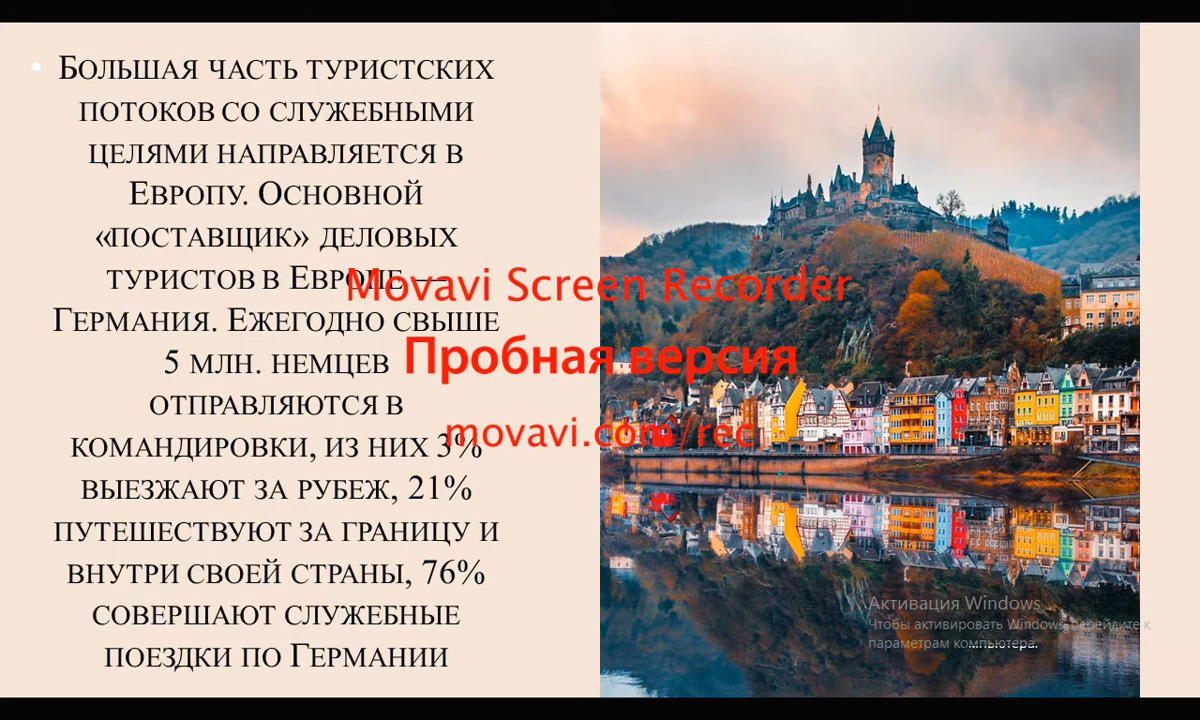 • Большая часть туристских
потоков со служебными
целями направляется в
Европу. Основной
«поставщик» деловых
туристов в Европе —
Германия. Ежегодно свыше
5 млн. немцев
отправляются в
командировки, из них 3%
выезжают за рубеж, 21%
путешествуют за границу и
внутри своей страны, 76%
совершают служебные
поездки по Германии
Movavi Screen Recorder
Пробная версия
movavi.com/rec
Активация Windows
Чтобы активировать Windows, перейдите к
параметрам компьютера.